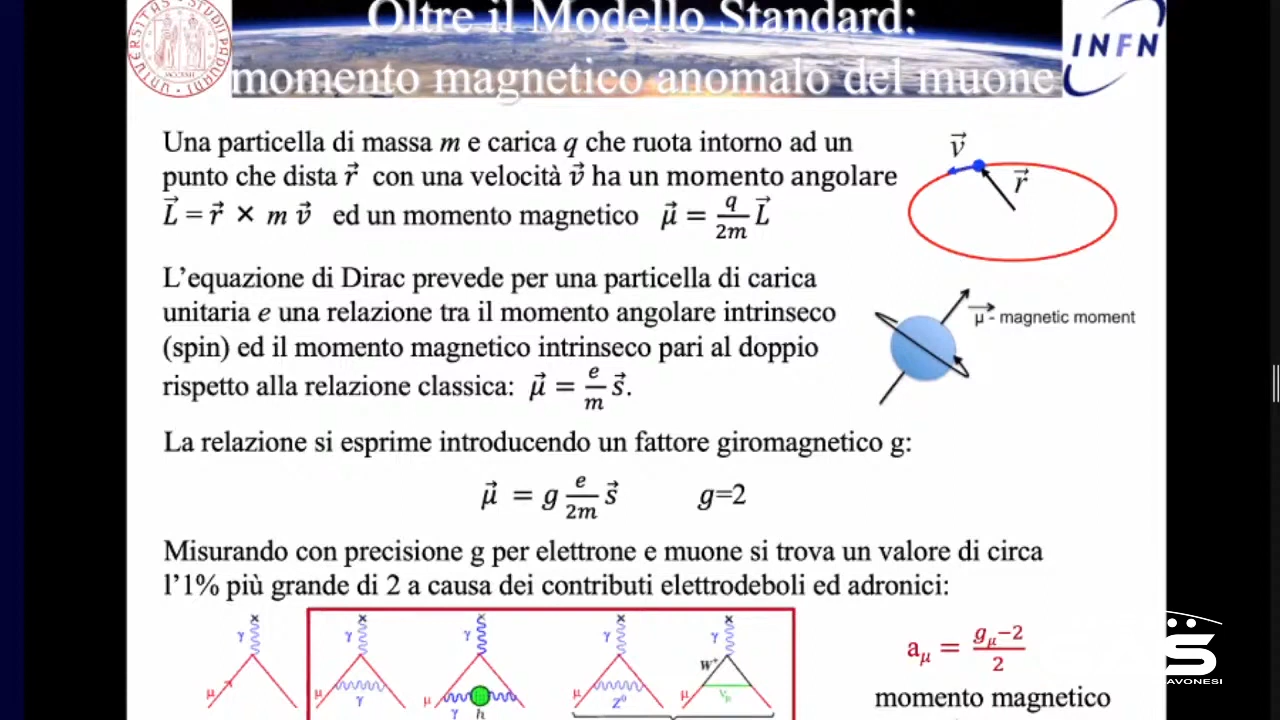 Oltre il Modello Standard:
momento magnetico anomalo del muone
INFN
Una particella di massa m e carica q che ruota intorno ad un
punto che dista r⃗ con una velocità v⃗ ha un momento angolare
L⃗ = r⃗ × m v⃗ ed un momento magnetico μ⃗ = q/2m L⃗
v⃗
r⃗
L'equazione di Dirac prevede per una particella di carica
unitaria e una relazione tra il momento angolare intrinseco
(spin) ed il momento magnetico intrinseco pari al doppio
rispetto alla relazione classica: μ⃗ = e/m s⃗.
μ⃗ - magnetic moment
La relazione si esprime introducendo un fattore giromagnetico g:
μ⃗ = g e/2m s⃗ g=2
Misurando con precisione g per elettrone e muone si trova un valore di circa
l'1% più grande di 2 a causa dei contributi elettrodeboli ed adronici:
γ γ γ γ γ
μ μ μ μ W⁺ μ
γ γ h Z⁰ νμ
aμ = gμ−2/2
momento magnetico
S
AVONESI